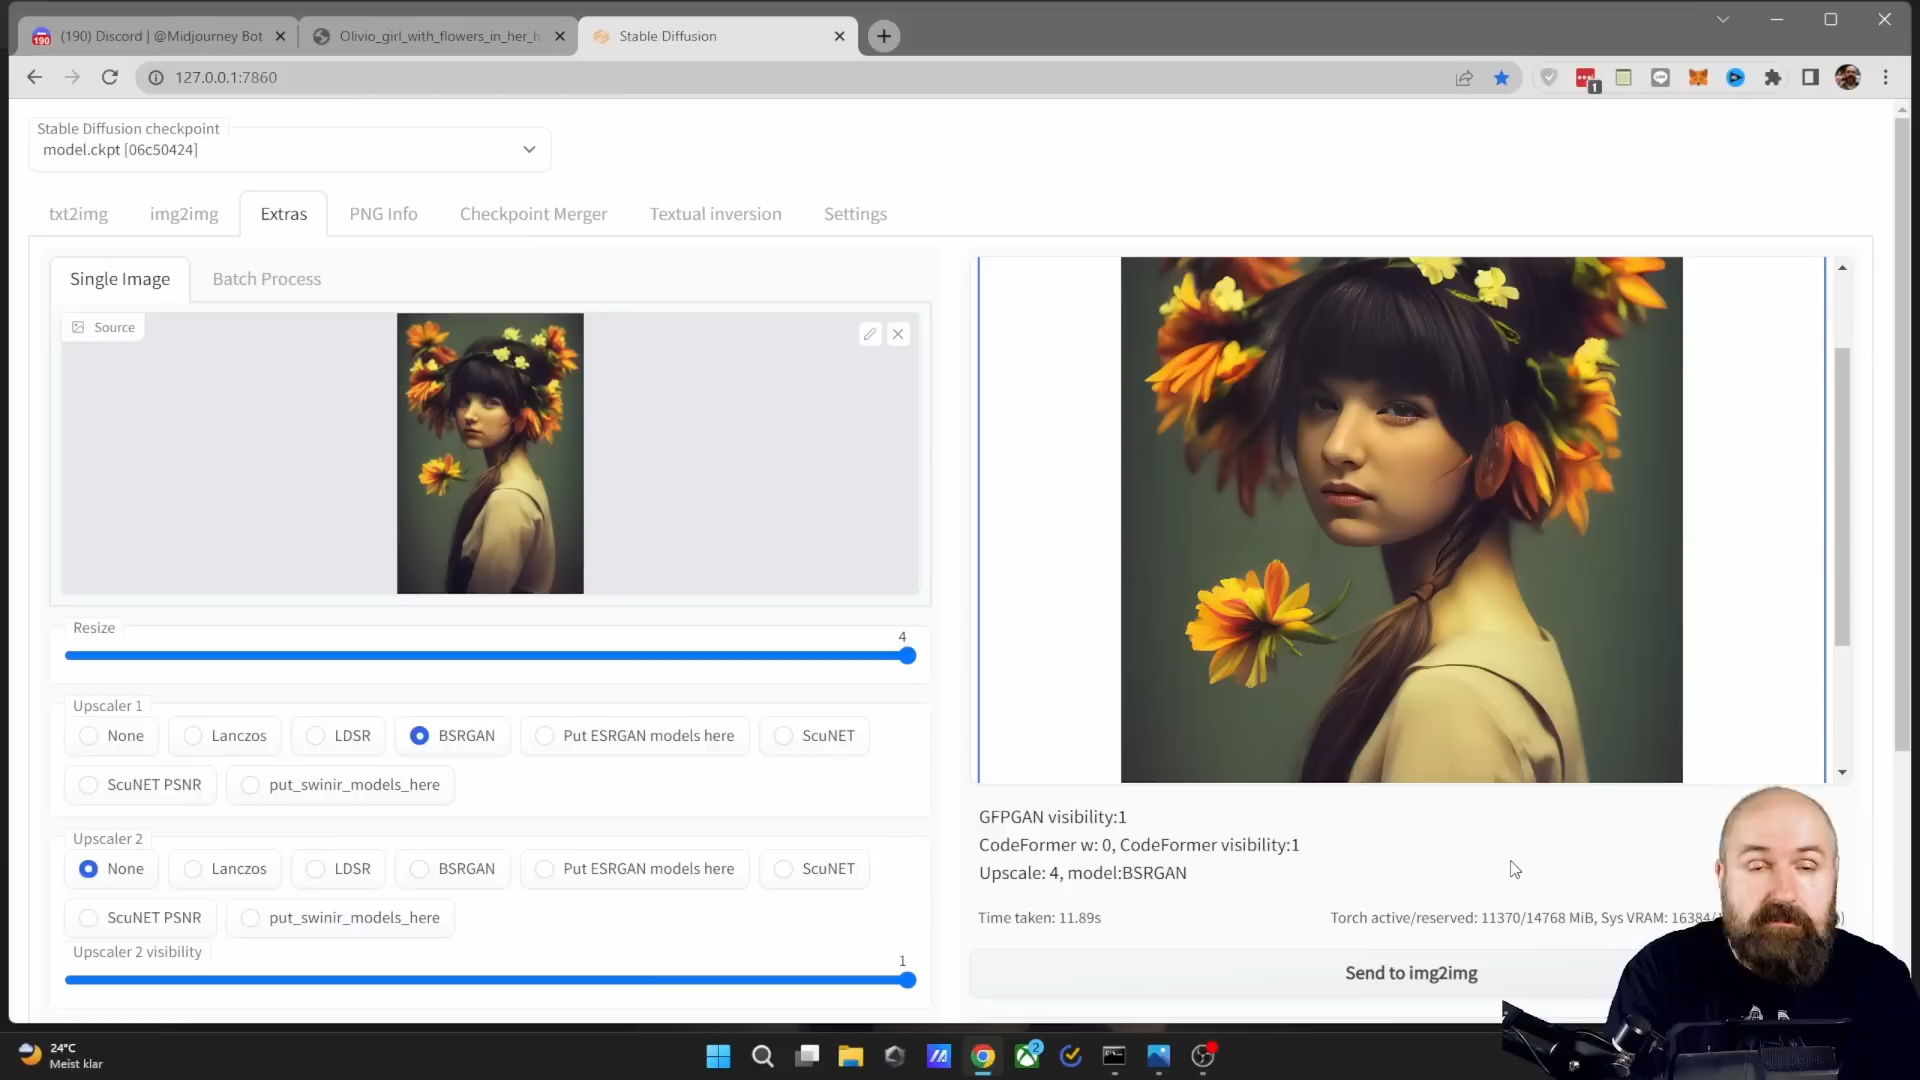 190
(190) Discord | @Midjourney Bot
Olivio_girl_with_flowers_in_her_h
Stable Diffusion
127.0.0.1:7860
1
Stable Diffusion checkpoint
model.ckpt [06c50424]
txt2img
img2img
Extras
PNG Info
Checkpoint Merger
Textual inversion
Settings
Single Image
Batch Process
Source
Resize
4
Upscaler 1
None
Lanczos
LDSR
BSRGAN
Put ESRGAN models here
ScuNET
ScuNET PSNR
put_swinir_models_here
Upscaler 2
None
Lanczos
LDSR
BSRGAN
Put ESRGAN models here
ScuNET
ScuNET PSNR
put_swinir_models_here
Upscaler 2 visibility
1
GFPGAN visibility:1
CodeFormer w: 0, CodeFormer visibility:1
Upscale: 4, model:BSRGAN
Time taken: 11.89s
Torch active/reserved: 11370/14768 MiB, Sys VRAM: 16384/
Send to img2img
24°C
Meist klar
2